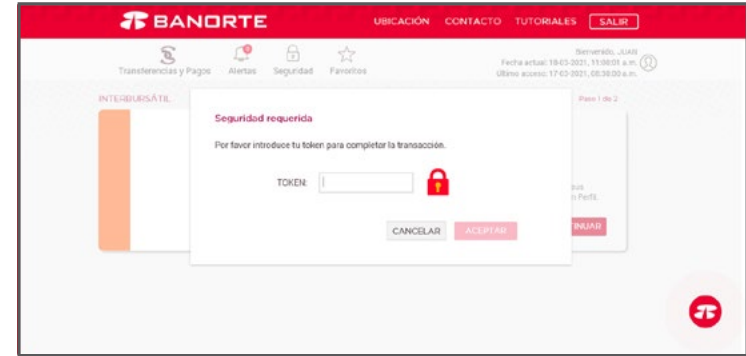 BANORTE
UBICACIÓN CONTACTO TUTORIALES SALIR
Transferencias y Pagos Alertas Seguridad Favoritos
Bienvenido, JUAN
Fecha actual: 18-03-2021, 11:08:01 a.m.
Último acceso: 17-03-2021, 08:38:00 a.m.
INTERBURSÁTIL
Paso 1 de 2
Seguridad requerida
Por favor introduce tu token para completar la transacción.
TOKEN:
CANCELAR ACEPTAR
n Perfil.
INUAR